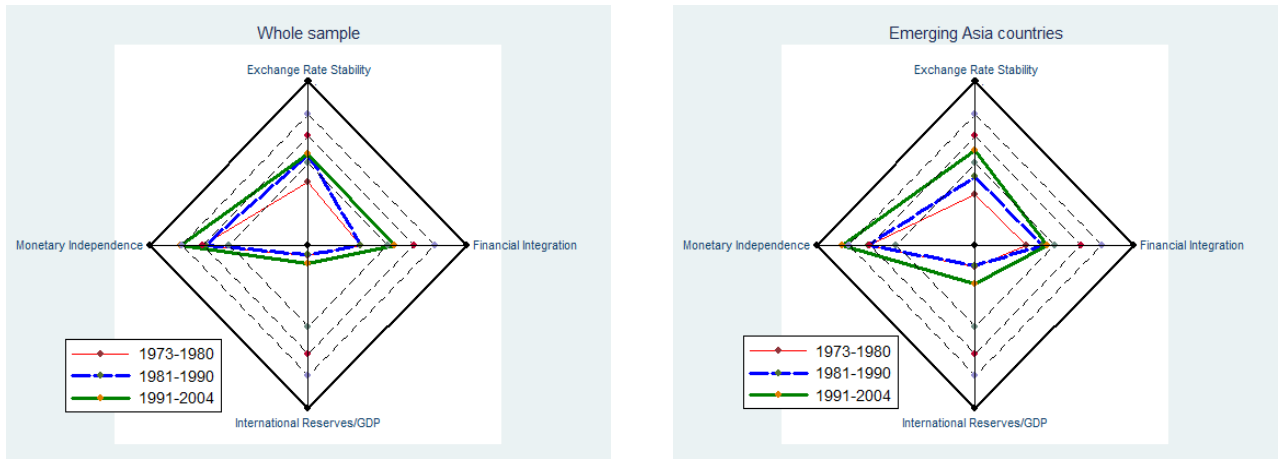 Whole sample
Exchange Rate Stability
Monetary Independence
Financial Integration
International Reserves/GDP
1973-1980
1981-1990
1991-2004
Emerging Asia countries
Exchange Rate Stability
Monetary Independence
Financial Integration
International Reserves/GDP
1973-1980
1981-1990
1991-2004